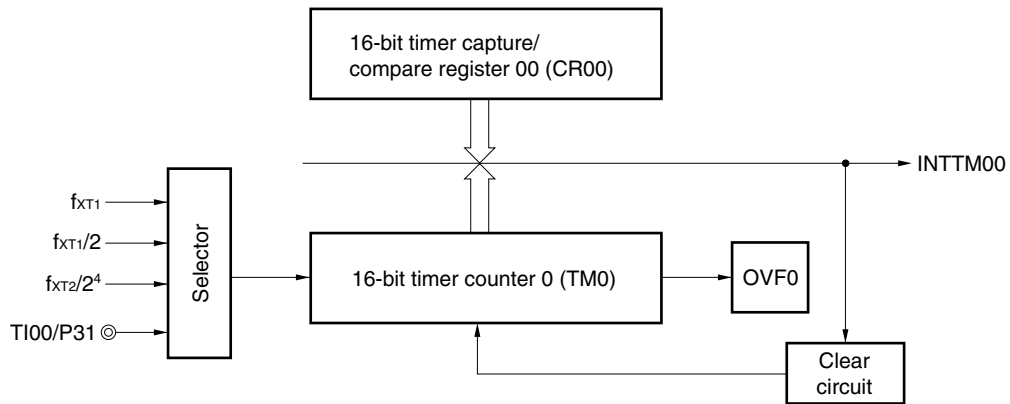 16-bit timer capture/
compare register 00 (CR00)
INTTM00
fXT1
fXT1/2
fXT2/2⁴
TI00/P31
Selector
16-bit timer counter 0 (TM0)
OVF0
Clear
circuit